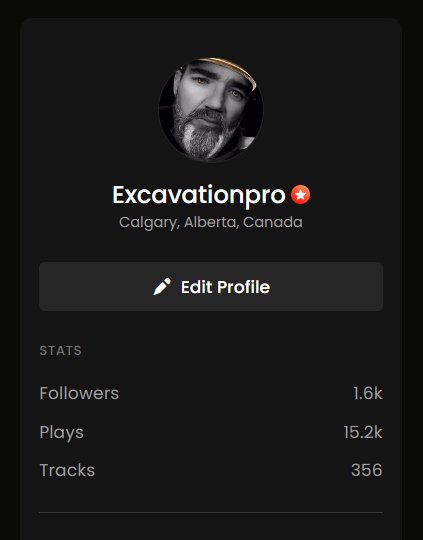 Excavationpro
Calgary, Alberta, Canada
Edit Profile
STATS
Followers 1.6k
Plays 15.2k
Tracks 356